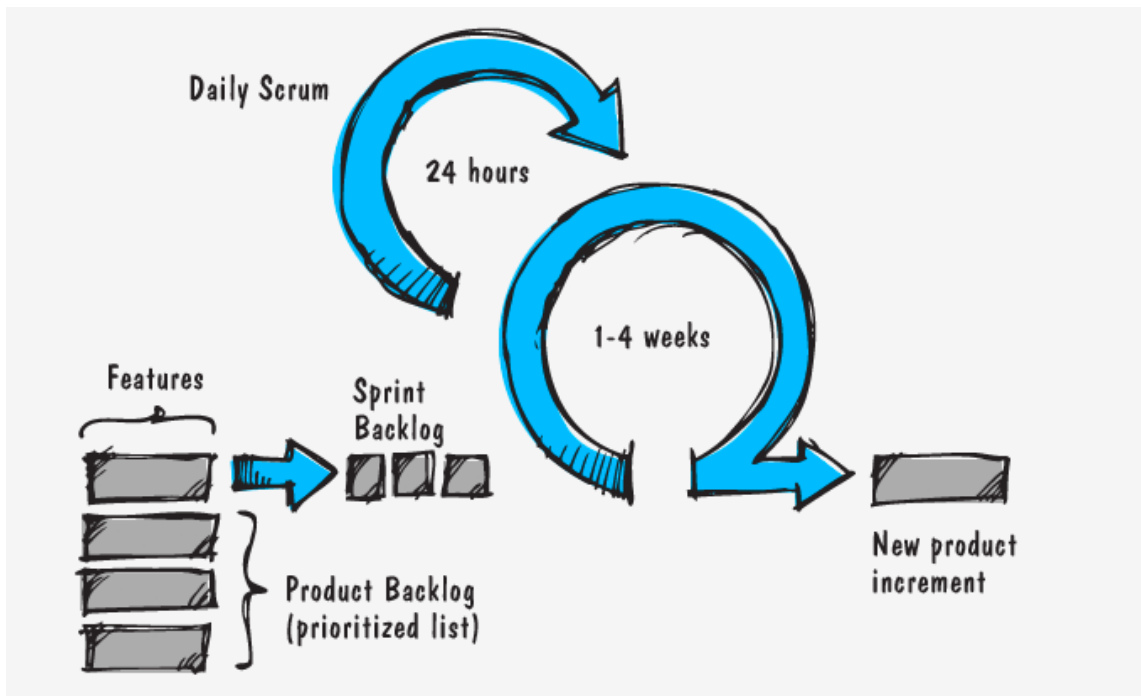 Daily Scrum
24 hours
1-4 weeks
Features
Sprint
Backlog
Product Backlog
(prioritized list)
New product
increment